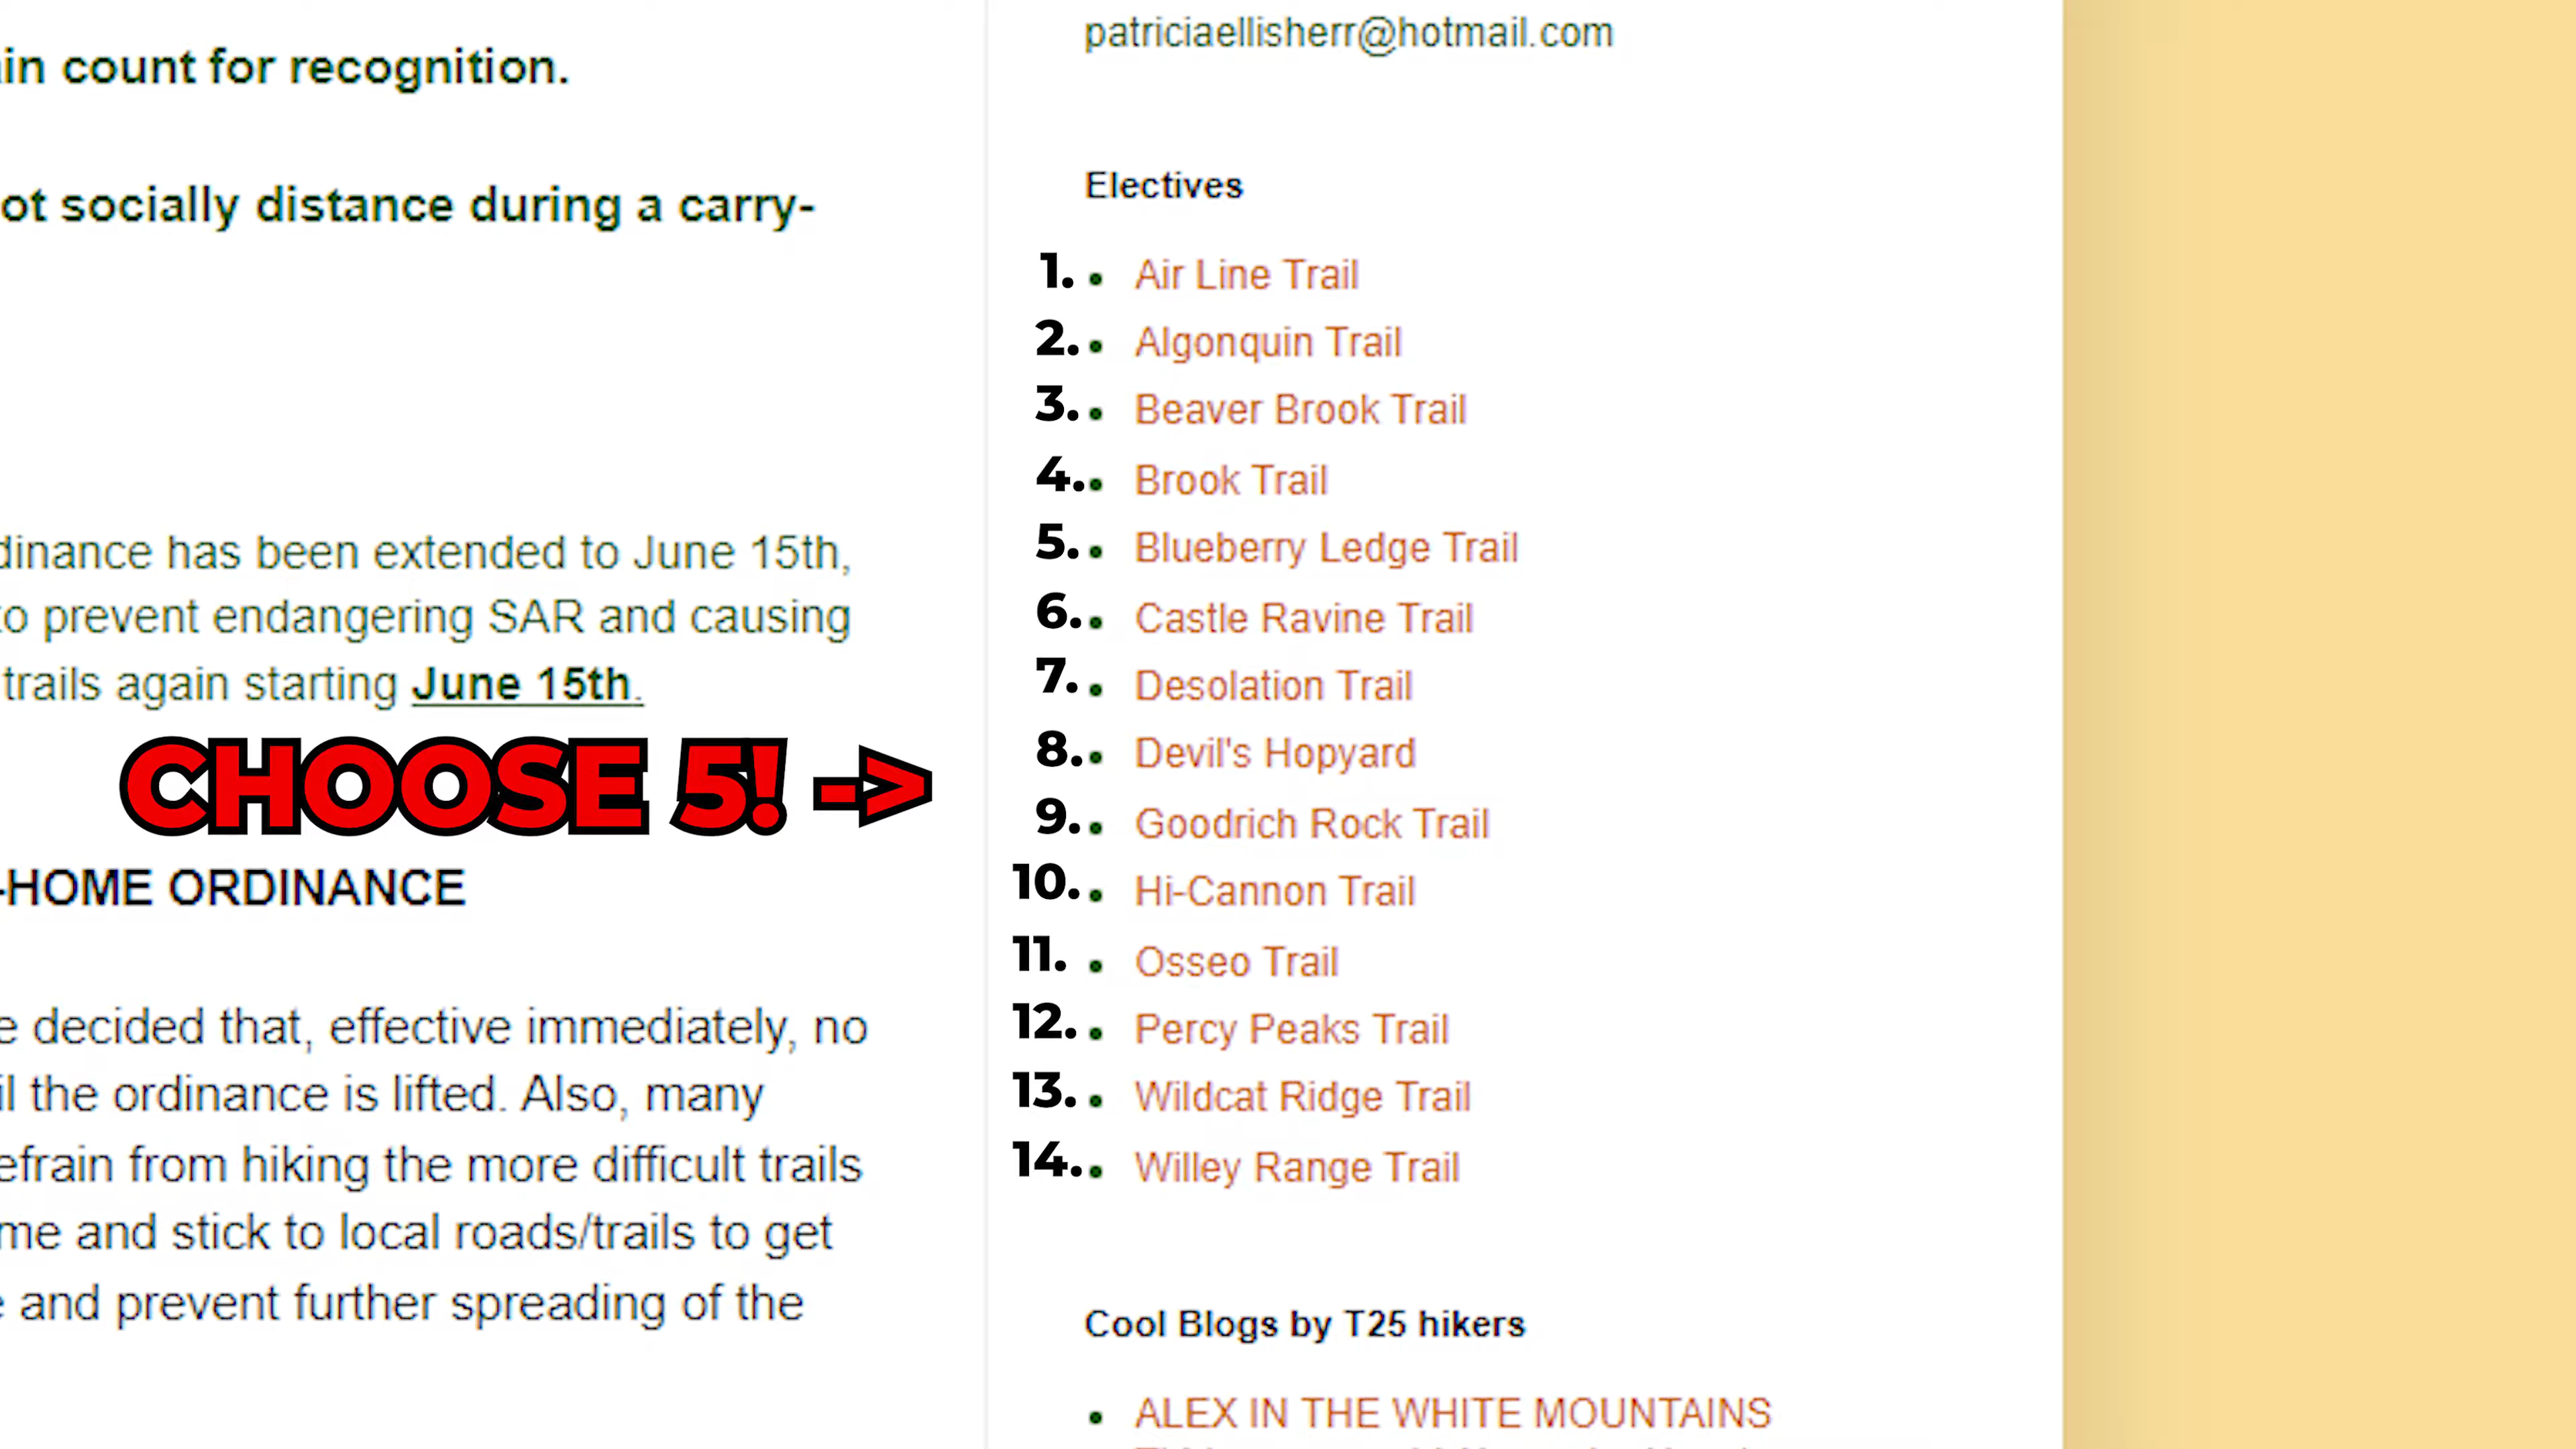 in count for recognition.
ot socially distance during a carry-
dinance has been extended to June 15th,
to prevent endangering SAR and causing
trails again starting June 15th.
CHOOSE 5! ->
-HOME ORDINANCE
e decided that, effective immediately, no
il the ordinance is lifted. Also, many
efrain from hiking the more difficult trails
me and stick to local roads/trails to get
e and prevent further spreading of the
patriciaellisherr@hotmail.com
Electives
1. • Air Line Trail
2. • Algonquin Trail
3. • Beaver Brook Trail
4. • Brook Trail
5. • Blueberry Ledge Trail
6. • Castle Ravine Trail
7. • Desolation Trail
8. • Devil's Hopyard
9. • Goodrich Rock Trail
10. • Hi-Cannon Trail
11. • Osseo Trail
12. • Percy Peaks Trail
13. • Wildcat Ridge Trail
14. • Willey Range Trail
Cool Blogs by T25 hikers
• ALEX IN THE WHITE MOUNTAINS